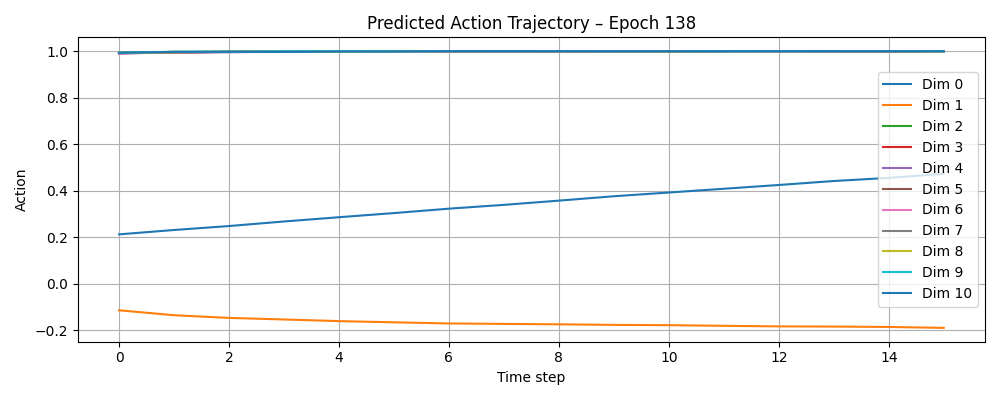 Predicted Action Trajectory – Epoch 138
1.0
0.8
0.6
0.4
0.2
0.0
−0.2
Action
Dim 0
Dim 1
Dim 2
Dim 3
Dim 4
Dim 5
Dim 6
Dim 7
Dim 8
Dim 9
Dim 10
0 2 4 6 8 10 12 14
Time step